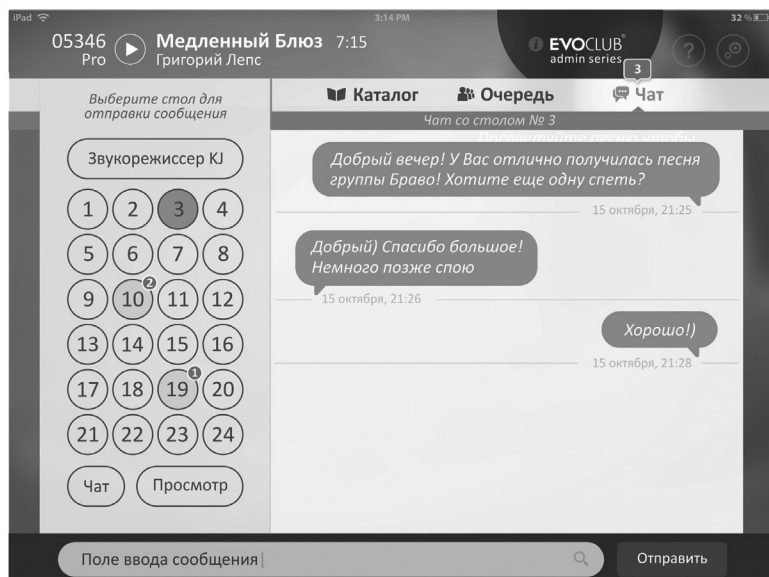 iPad
3:14 PM
32 %
05346
Pro
Медленный Блюз 7:15
Григорий Лепс
EVOCLUB®
admin series
?
Выберите стол для
отправки сообщения
Звукорежиссер KJ
1 2 3 4
5 6 7 8
9 10 2 11 12
13 14 15 16
17 18 19 1 20
21 22 23 24
Чат Просмотр
Каталог Очередь Чат 3
Чат со столом № 3
Посоветуйте песню чтобы
Добрый вечер! У Вас отлично получилась песня
группы Браво! Хотите еще одну спеть?
15 октября, 21:25
Добрый) Спасибо большое!
Немного позже спою
15 октября, 21:26
Хорошо!)
15 октября, 21:28
Поле ввода сообщения
Отправить